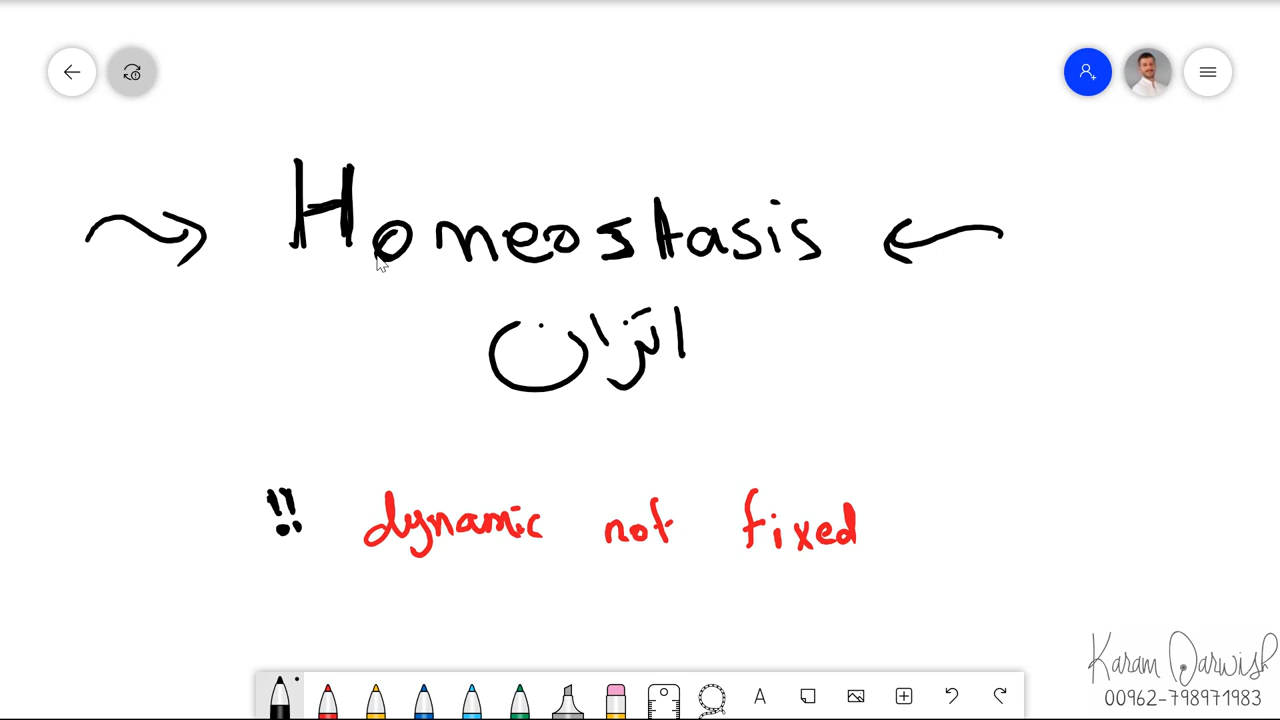 Homeostasis
اتزان
!! dynamic not fixed
A
Karam Darwish
00962-798971983